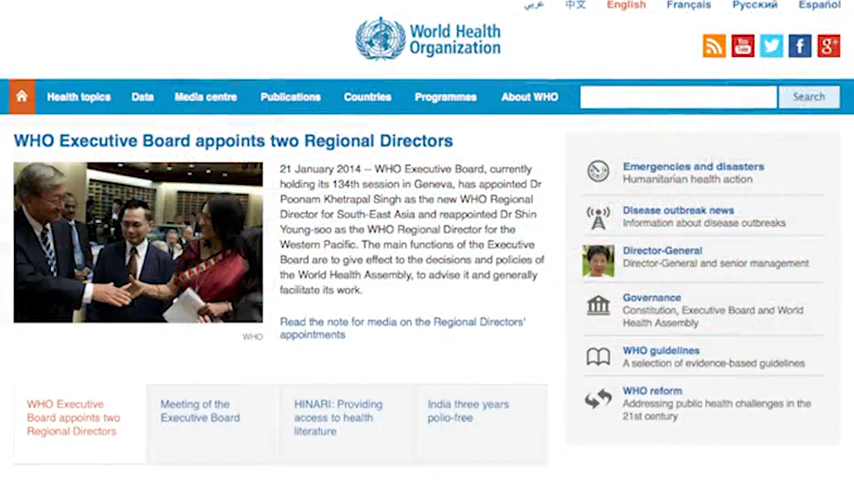 عربي 中文 English Français Русский Español
World Health
Organization
You
Tube
f
g+
Health topics Data Media centre Publications Countries Programmes About WHO Search
WHO Executive Board appoints two Regional Directors
21 January 2014 -- WHO Executive Board, currently
holding its 134th session in Geneva, has appointed Dr
Poonam Khetrapal Singh as the new WHO Regional
Director for South-East Asia and reappointed Dr Shin
Young-soo as the WHO Regional Director for the
Western Pacific. The main functions of the Executive
Board are to give effect to the decisions and policies of
the World Health Assembly, to advise it and generally
facilitate its work.
WHO
Read the note for media on the Regional Directors'
appointments
WHO Executive
Board appoints two
Regional Directors
Meeting of the
Executive Board
HINARI: Providing
access to health
literature
India three years
polio-free
Emergencies and disasters
Humanitarian health action
Disease outbreak news
Information about disease outbreaks
Director-General
Director-General and senior management
Governance
Constitution, Executive Board and World
Health Assembly
WHO guidelines
A selection of evidence-based guidelines
WHO reform
Addressing public health challenges in the
21st century